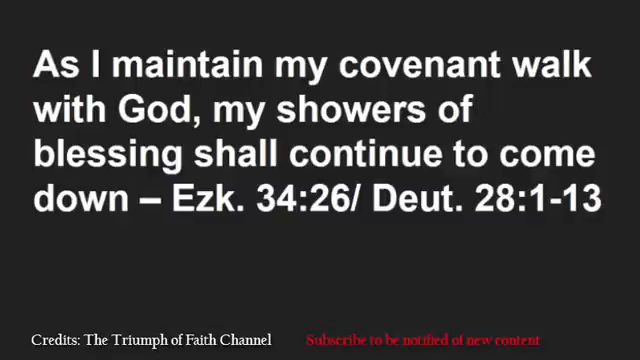 As I maintain my covenant walk
with God, my showers of
blessing shall continue to come
down – Ezk. 34:26/ Deut. 28:1-13
Credits: The Triumph of Faith Channel
Subscribe to be notified of new content